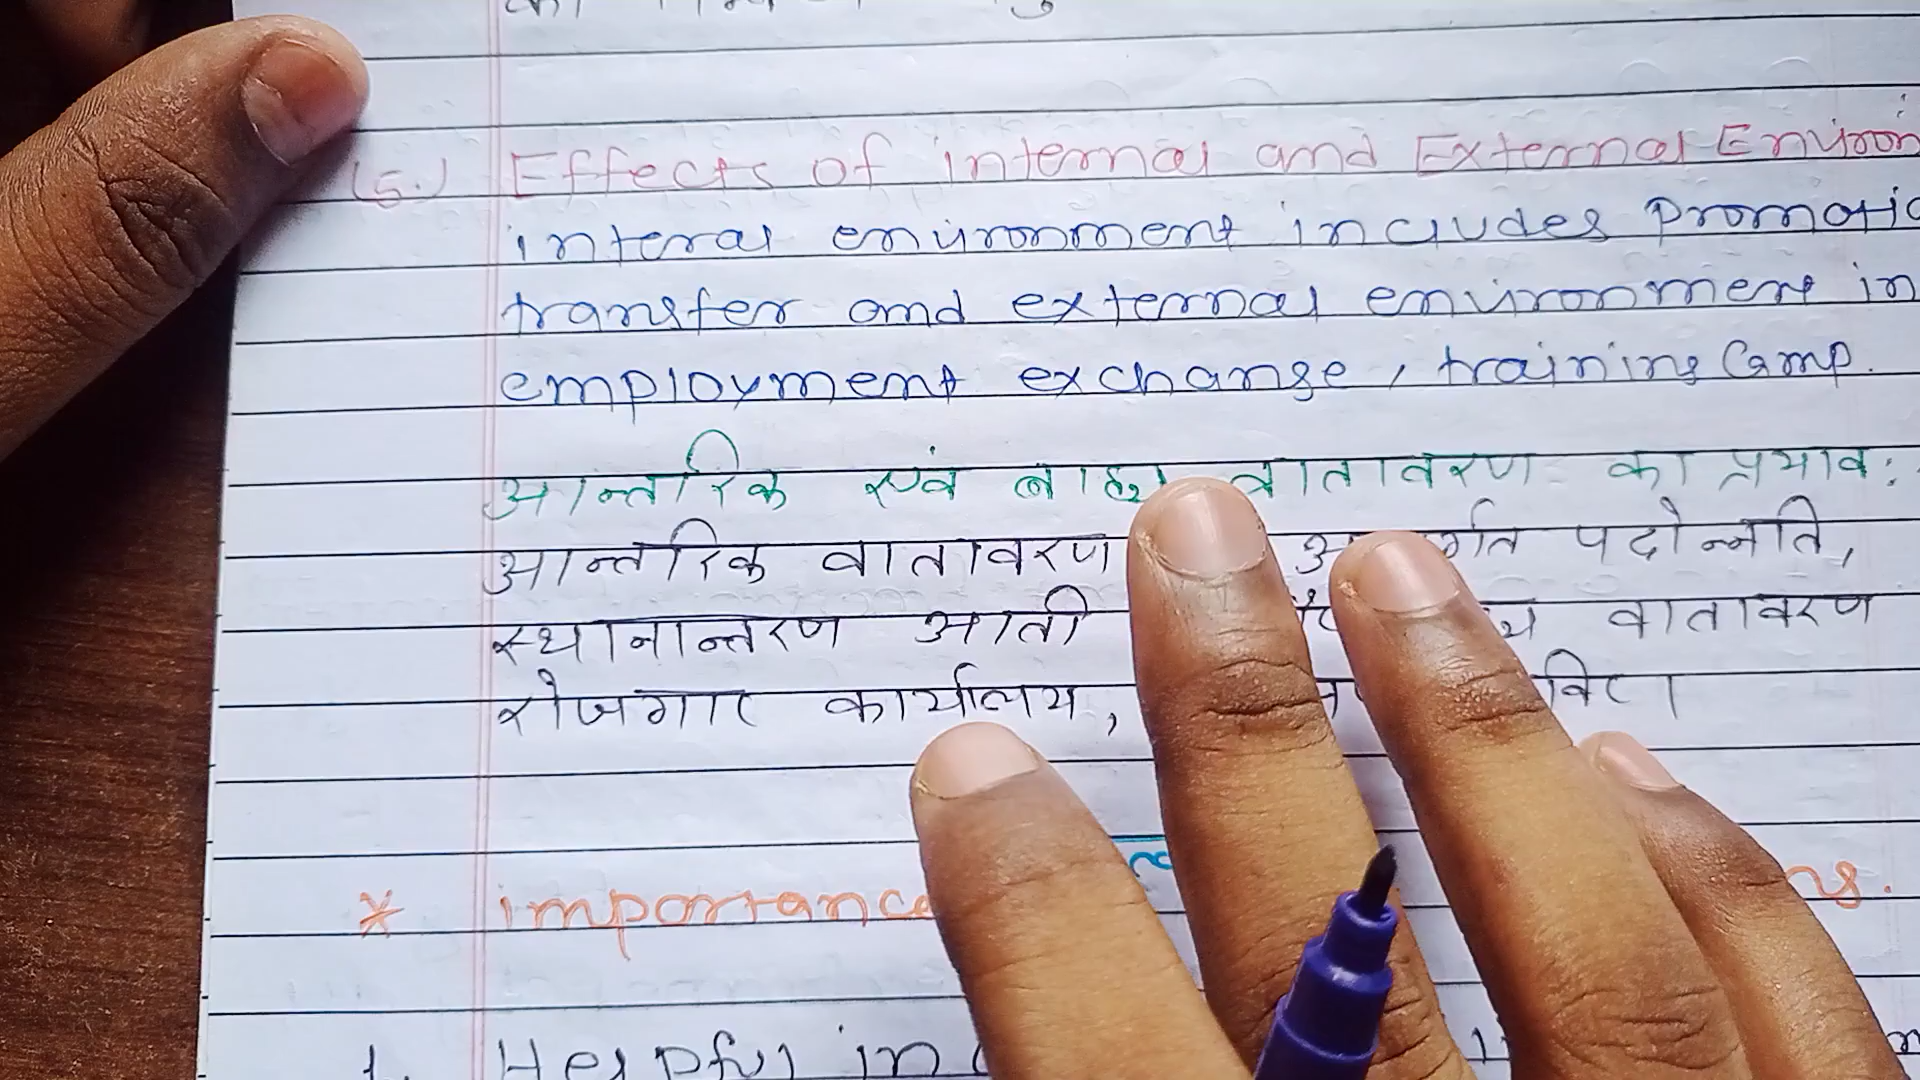 (5.) Effects of internal and External Environ
interal environment includes Promotio
transfer and external environment in
employment exchange, training Camp.
आन्तरिक एवं बाह्य वातावरण का प्रभाव:
आन्तरिक वातावरण पदोन्नति,
स्थानान्तरण आती वातावरण
रोजगार कार्यालय,
* importance
1. Helpful in